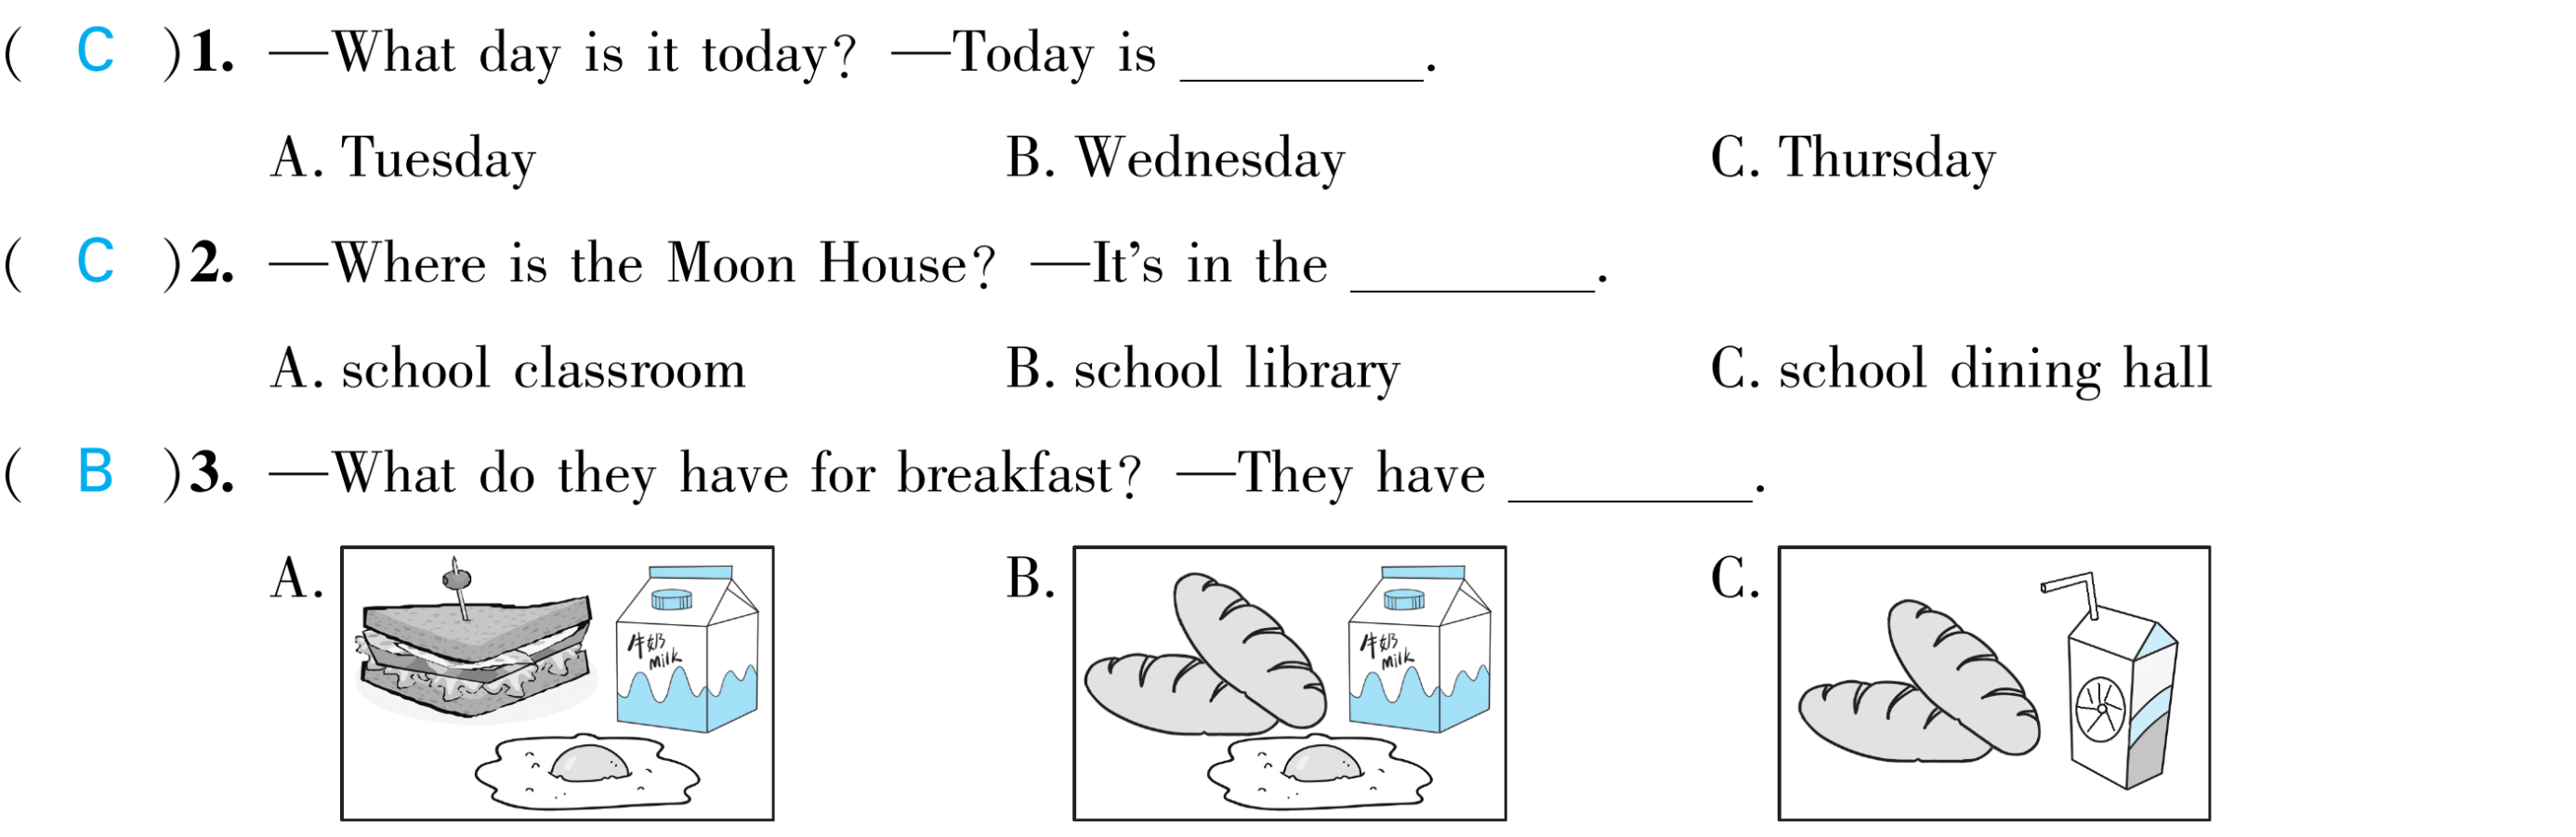 ( C )1. —What day is it today? —Today is ________.
A. Tuesday B. Wednesday C. Thursday
( C )2. —Where is the Moon House? —It's in the ________.
A. school classroom B. school library C. school dining hall
( B )3. —What do they have for breakfast? —They have ________.
A. B. C.
牛奶 牛奶
milk milk